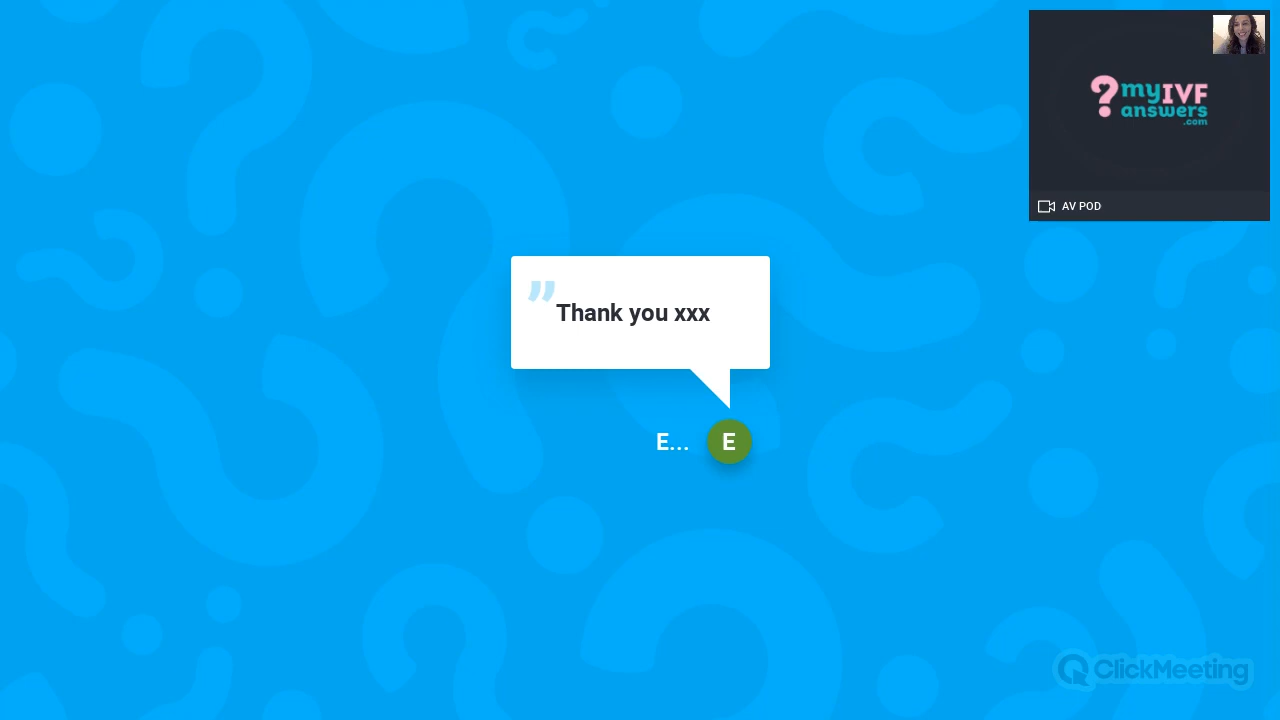 ?myIVF
answers
.com
AV POD
” Thank you xxx
E... E
ClickMeeting